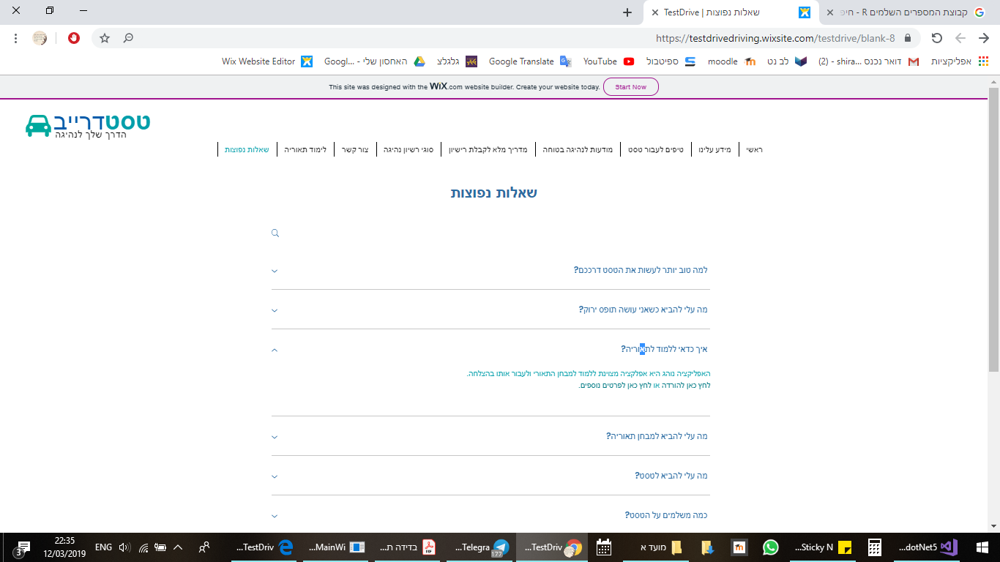 קבוצת המספרים השלמים R - חיפ
שאלות נפוצות | TestDrive
https://testdrivedriving.wixsite.com/testdrive/blank-8
אפליקציות
דואר נכנס (2) - shira...
לב נט
moodle
ספיטבול
YouTube
Google Translate
גלגלצ
האחסון שלי - Googl...
Wix Website Editor
This site was designed with the WiX.com website builder. Create your website today.
Start Now
טסטדרייב
הדרך שלך לנהיגה
ראשי
מידע עלינו
טיפים לעבור טסט
מודעות לנהיגה בטוחה
מדריך מלא לקבלת רישיון
סוגי רשיון נהיגה
צור קשר
לימוד תאוריה
שאלות נפוצות
שאלות נפוצות
למה טוב יותר לעשות את הטסט דרככם?
מה עלי להביא כשאני עושה תופס ירוק?
איך כדאי ללמוד לתאוריה?
האפליקציה נוהג היא אפלקציה מצוינת ללמוד למבחן התאורי ולעבור אותו בהצלחה.
לחץ כאן להורדה או לחץ כאן לפרטים נוספים.
מה עלי להביא למבחן תאוריה?
מה עלי להביא לטסט?
כמה משלמים על הטסט?
dotNet5...
Sticky N...
מועד א
TestDriv...
Telegra...
177
בדידה ת...
MainWi...
TestDriv...
ENG
22:35
12/03/2019
3